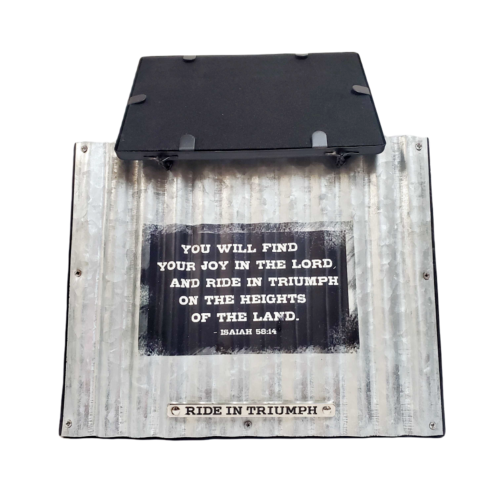 YOU WILL FIND
YOUR JOY IN THE LORD,
AND RIDE IN TRIUMPH
ON THE HEIGHTS
OF THE LAND.
- ISAIAH 58:14
RIDE IN TRIUMPH